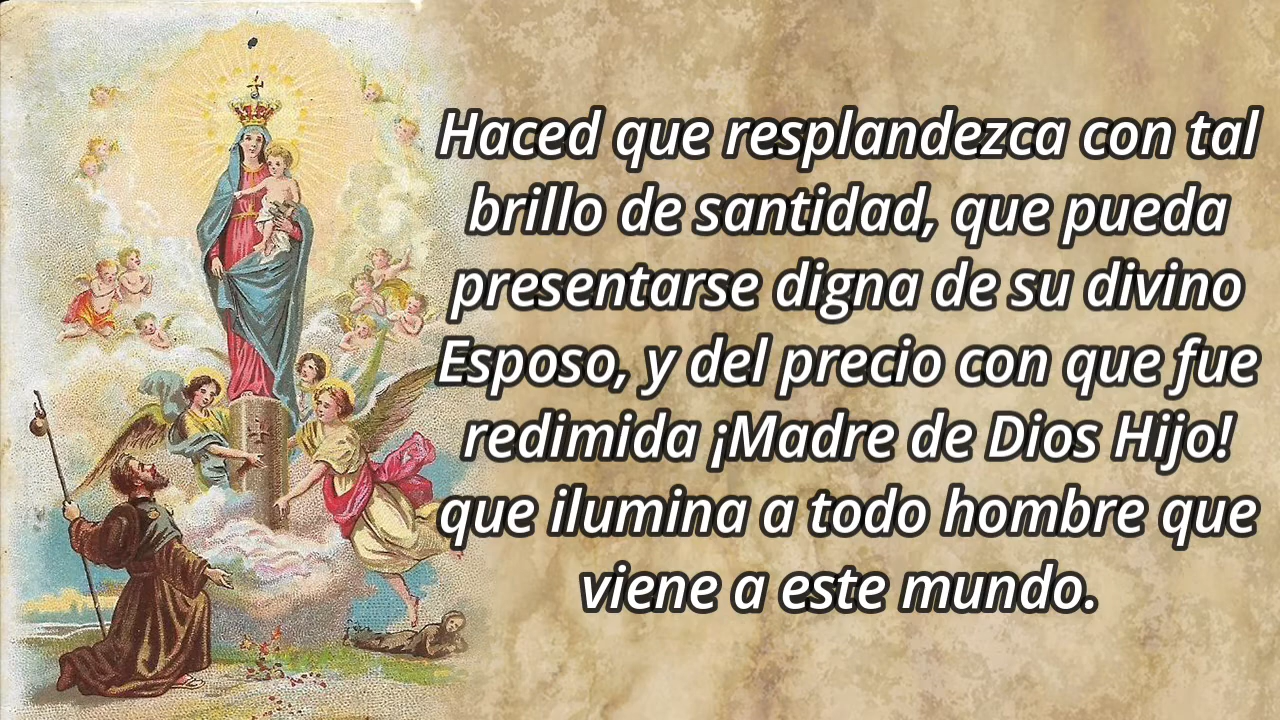 Haced que resplandezca con tal
brillo de santidad, que pueda
presentarse digna de su divino
Esposo, y del precio con que fue
redimida ¡Madre de Dios Hijo!
que ilumina a todo hombre que
viene a este mundo.